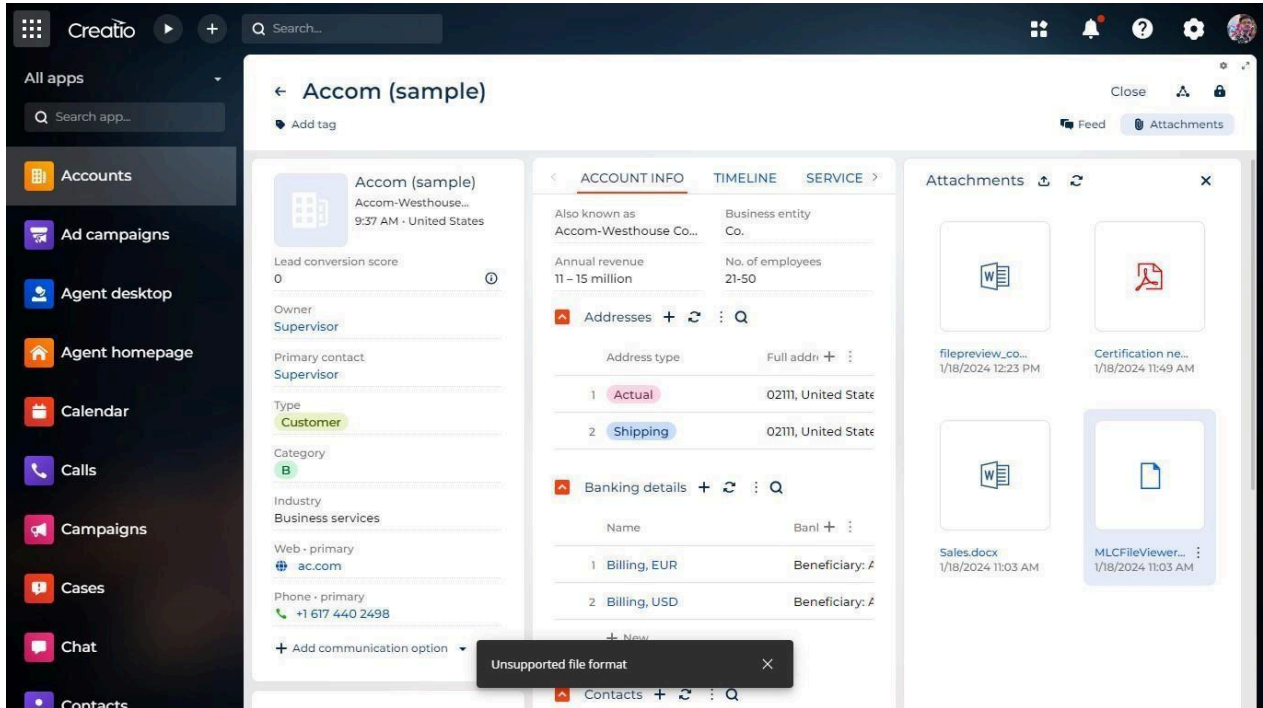 Creatio
Search...
All apps
Search app...
Accounts
Ad campaigns
Agent desktop
Agent homepage
Calendar
Calls
Campaigns
Cases
Chat
Contacts
Accom (sample)
Add tag
Close
Feed
Attachments
Accom (sample)
Accom-Westhouse...
9:37 AM · United States
Lead conversion score
0
Owner
Supervisor
Primary contact
Supervisor
Type
Customer
Category
B
Industry
Business services
Web - primary
ac.com
Phone - primary
+1 617 440 2498
Add communication option
ACCOUNT INFO TIMELINE SERVICE
Also known as Business entity
Accom-Westhouse Co... Co.
Annual revenue No. of employees
11 – 15 million 21-50
Addresses
Address type Full addr
1 Actual 02111, United State
2 Shipping 02111, United State
Banking details
Name Banl
1 Billing, EUR Beneficiary: A
2 Billing, USD Beneficiary: A
New
Contacts
Unsupported file format
Attachments
W
filepreview_co...
1/18/2024 12:23 PM
Certification ne...
1/18/2024 11:49 AM
W
Sales.docx
1/18/2024 11:03 AM
MLCFileViewer...
1/18/2024 11:03 AM